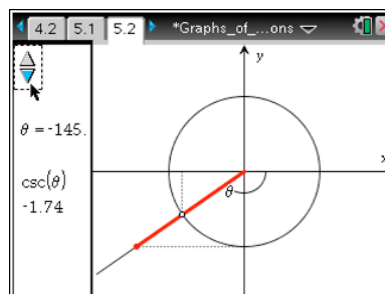 4.2 5.1 5.2 *Graphs_of_...ons
y
x
θ = -145.
csc(θ)
-1.74
θ